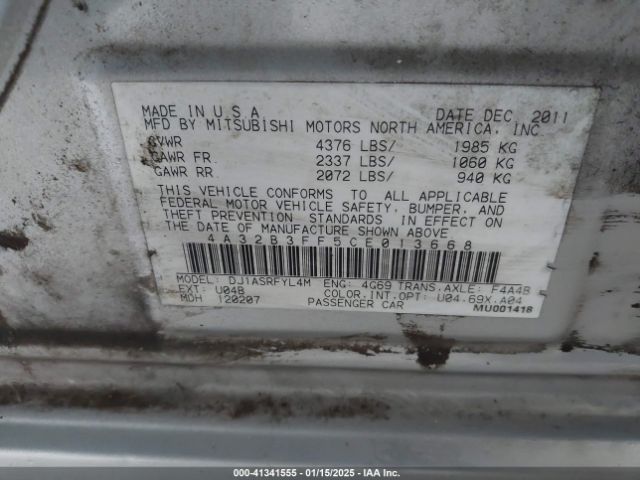 MADE IN U.S.A. DATE DEC, 2011
MFD BY MITSUBISHI MOTORS NORTH AMERICA, INC
GVWR 4376 LBS/ 1985 KG
GAWR FR. 2337 LBS/ 1060 KG
GAWR RR 2072 LBS/ 940 KG
THIS VEHICLE CONFORMS TO ALL APPLICABLE
FEDERAL MOTOR VEHICLE SAFETY, BUMPER, AND
THEFT PREVENTION STANDARDS IN EFFECT ON
THE DATE OF MANUFACTURE SHOWN ABOVE
4A32B3FF5CE013668
MODEL: DJ1ASRFYL4M ENG: 4G69 TRANS.AXLE: F4A4B
EXT: U04B COLOR.INT.OPT: U04.69X.A04
MDH 120207 PASSENGER CAR MU001418
000-41341555 - 01/15/2025 - IAA Inc.